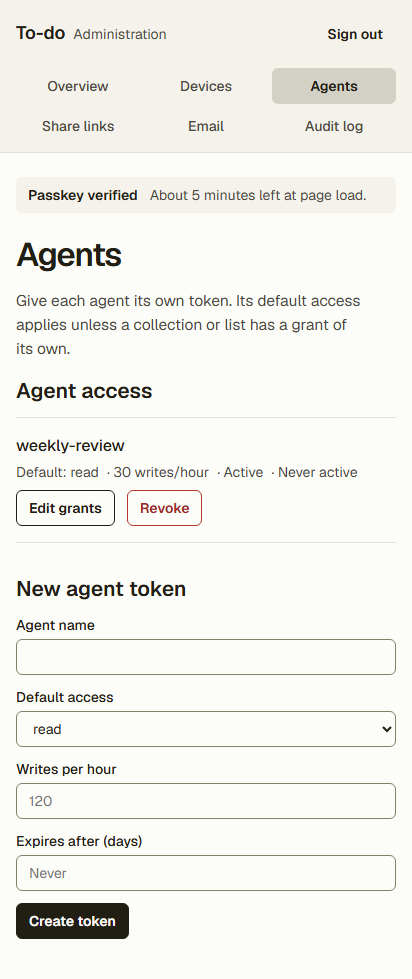 To-do Administration Sign out
Overview Devices Agents
Share links Email Audit log
Passkey verified About 5 minutes left at page load.
Agents
Give each agent its own token. Its default access
applies unless a collection or list has a grant of
its own.
Agent access
weekly-review
Default: read · 30 writes/hour · Active · Never active
Edit grants Revoke
New agent token
Agent name
Default access
read
Writes per hour
120
Expires after (days)
Never
Create token